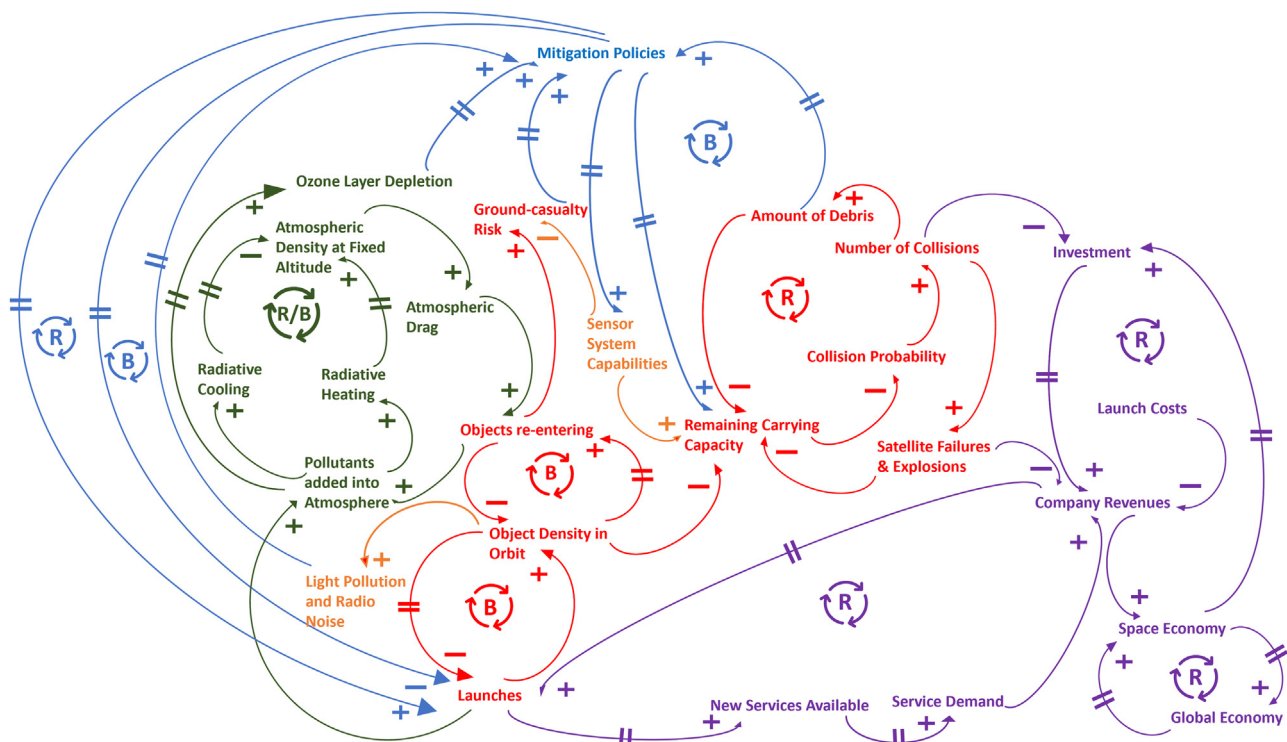 Mitigation Policies
+
+
+
+
B
Ozone Layer Depletion
+
Atmospheric
Density at Fixed
Altitude
−
+
R/B
+
Atmospheric
Drag
Ground-casualty
Risk
−
+
Amount of Debris
+
Number of Collisions
−
Investment
+
R
B
+
Sensor
System
Capabilities
R
+
Collision Probability
R
Radiative
Cooling
+
Radiative
Heating
+
+
−
+
−
+
Launch Costs
Objects re-entering
+
+
Remaining Carrying
Capacity
−
Satellite Failures
& Explosions
−
+
−
Pollutants
added into
Atmosphere
+
+
B
−
−
Company Revenues
+
Object Density in
Orbit
+
+
Light Pollution
and Radio
Noise
B
R
+
Space Economy
−
+
R
+
−
+
Launches
+
New Services Available
+
Service Demand
+
Global Economy